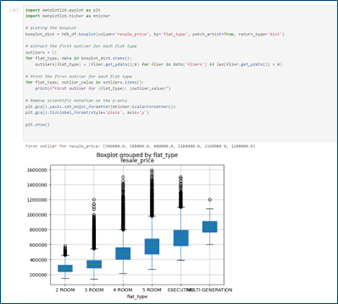 import matplotlib.pyplot as plt
import matplotlib.ticker as mticker
# plotting the boxplot
boxplot_dict = hdb_df.boxplot(column='resale_price', by='flat_type', patch_artist=True, return_type='dict')
# Extract the first outlier for each flat type
outliers = {}
for flat_type, data in boxplot_dict.items():
outliers[flat_type] = [flier.get_ydata()[0] for flier in data['fliers'] if len(flier.get_ydata()) > 0]
# Print the first outlier for each flat type
for flat_type, outlier_value in outliers.items():
print(f"First outlier for {flat_type}: {outlier_value}")
# Remove scientific notation on the y-axis
plt.gca().yaxis.set_major_formatter(mticker.ScalarFormatter())
plt.ticklabel_format(style='plain', axis='y')
plt.show()
First outlier for resale_price:
Boxplot grouped by flat_type
resale_price
1600000
1400000
1200000
1000000
800000
600000
400000
200000
2 ROOM 3 ROOM 4 ROOM 5 ROOM EXECUTIVE MULTI-GENERATION
flat_type